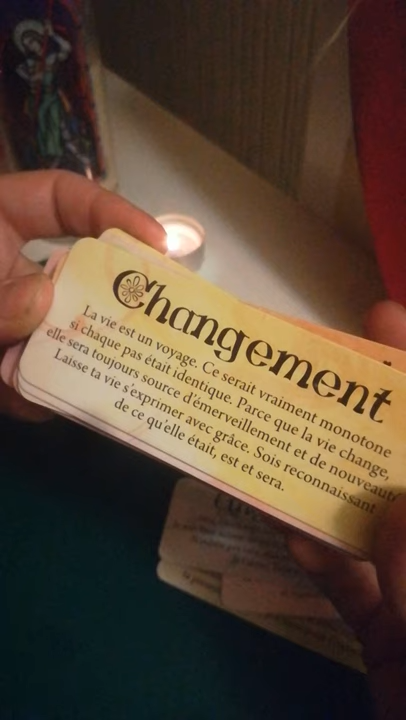 Changement
La vie est un voyage. Ce serait vraiment monotone
si chaque pas était identique. Parce que la vie change,
elle sera toujours source d'émerveillement et de nouveauté
Laisse ta vie s'exprimer avec grâce. Sois reconnaissant
de ce qu'elle était, est et sera.